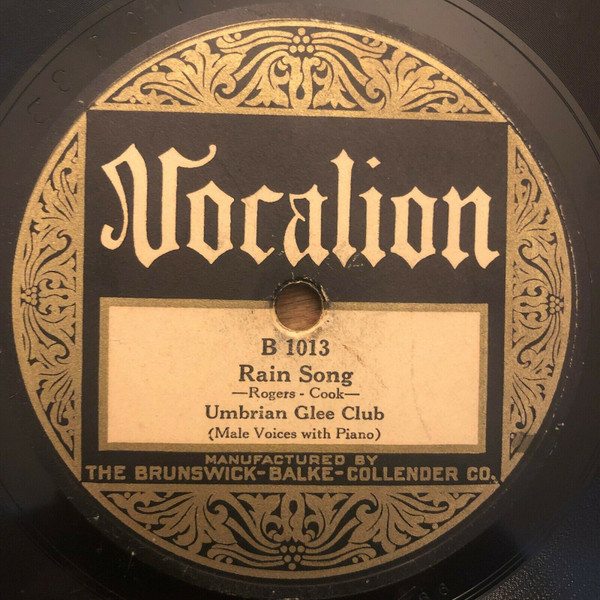 Vocalion
B 1013
Rain Song
—Rogers - Cook—
Umbrian Glee Club
(Male Voices with Piano)
MANUFACTURED BY
THE BRUNSWICK-BALKE-COLLENDER CO.